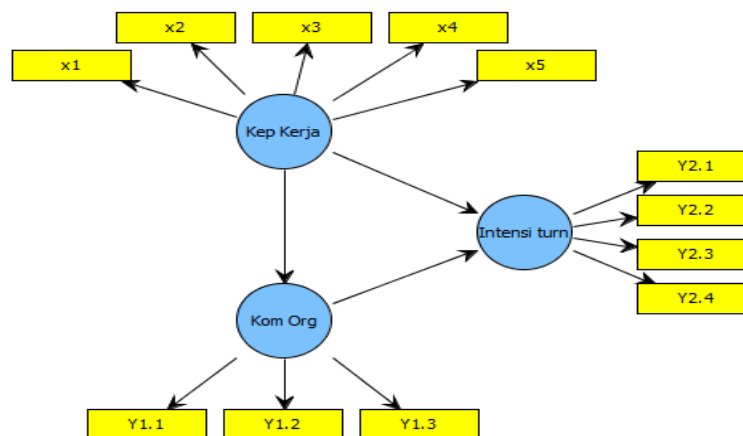 x2
x3
x4
x1
x5
Kep Kerja
Y2.1
Y2.2
Intensi turn
Y2.3
Y2.4
Kom Org
Y1.1
Y1.2
Y1.3